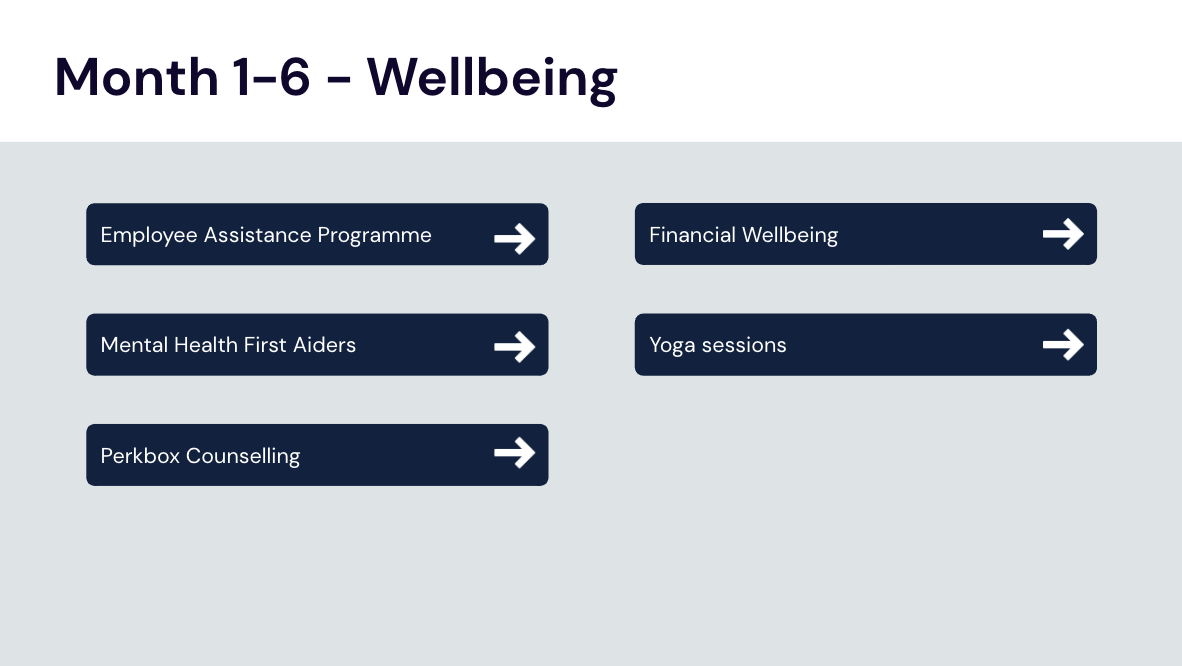 Month 1-6 – Wellbeing
Employee Assistance Programme
Financial Wellbeing
Mental Health First Aiders
Yoga sessions
Perkbox Counselling